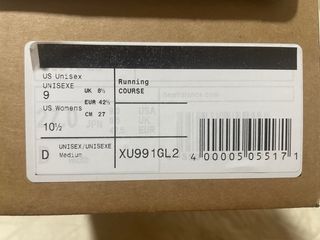 US Unisex
UNISEXE
9
UK 8½
EUR 42½
US Womens
CM 27
10½
Running
COURSE
D
UNISEX/UNISEXE
Medium
XU991GL2
4 00005 05517 1